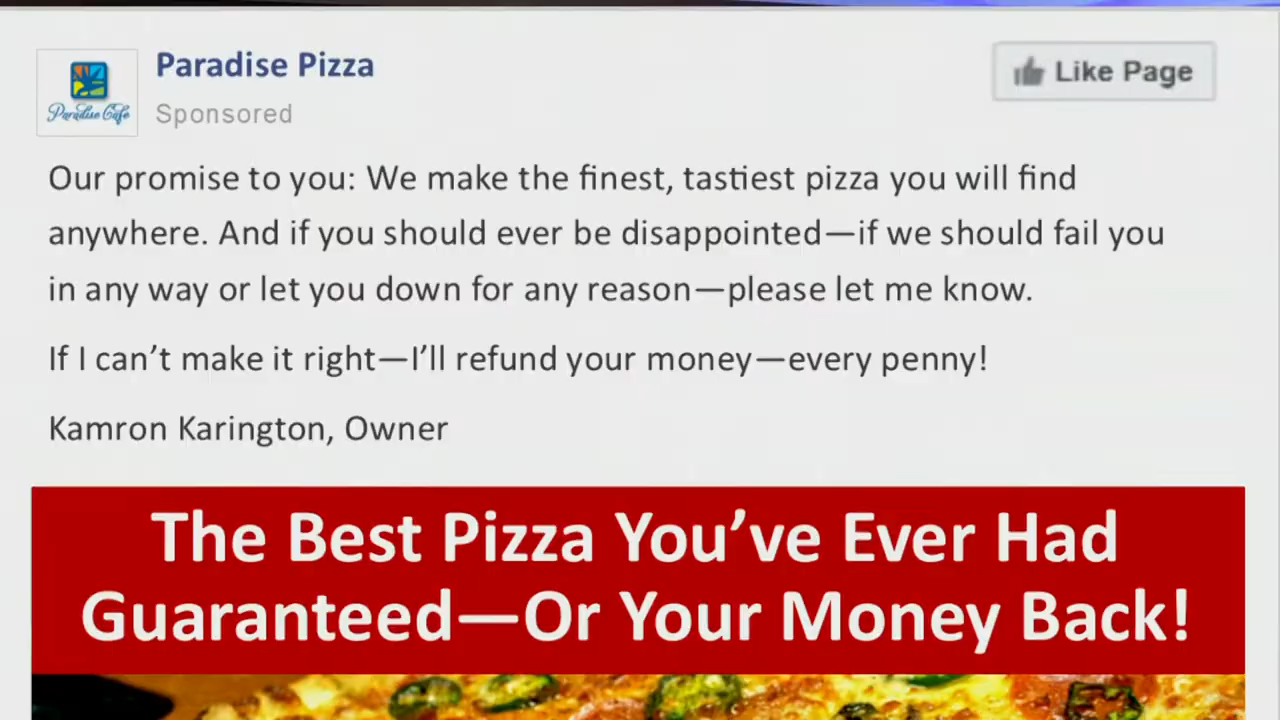 Paradise Pizza
Like Page
Paradise Cafe
Sponsored
Our promise to you: We make the finest, tastiest pizza you will find
anywhere. And if you should ever be disappointed—if we should fail you
in any way or let you down for any reason—please let me know.
If I can’t make it right—I’ll refund your money—every penny!
Kamron Karington, Owner
The Best Pizza You’ve Ever Had
Guaranteed—Or Your Money Back!